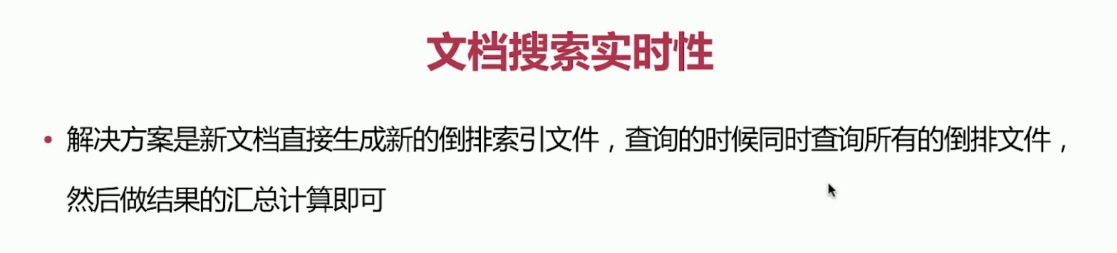 文档搜索实时性
• 解决方案是新文档直接生成新的倒排索引文件，查询的时候同时查询所有的倒排文件，
然后做结果的汇总计算即可